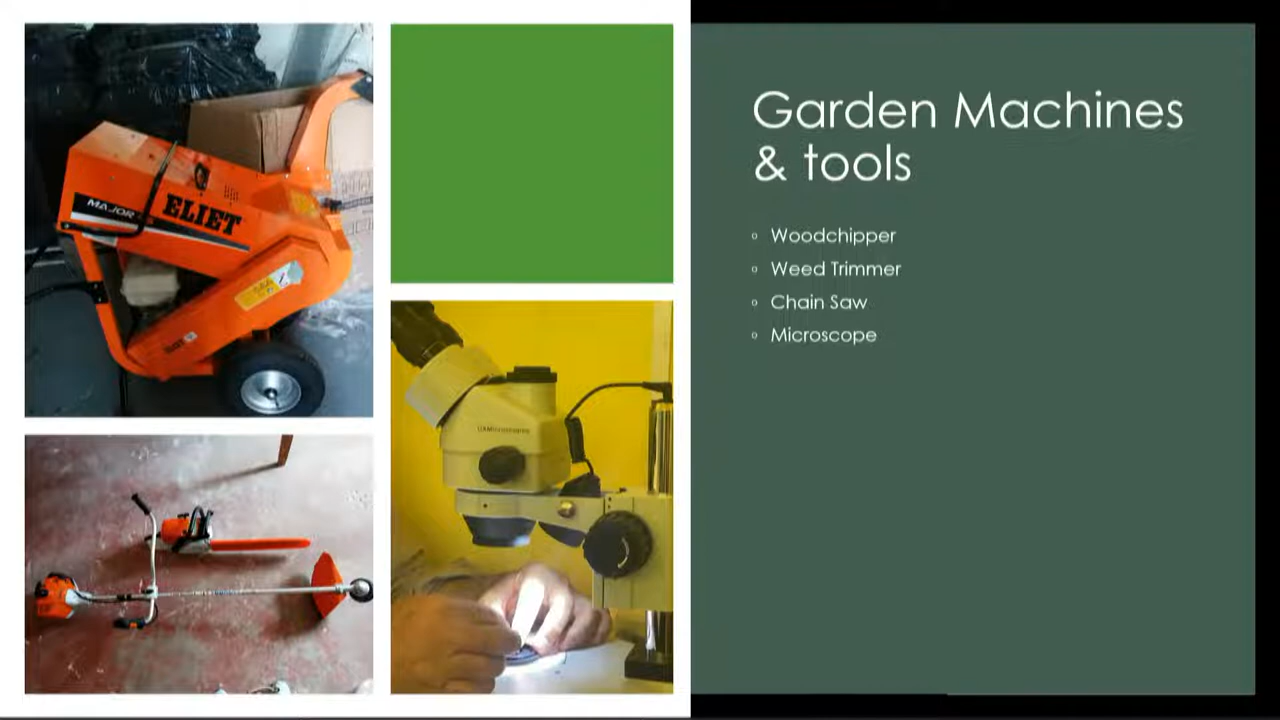 MAJOR
ELIET
Garden Machines
& tools
Woodchipper
Weed Trimmer
Chain Saw
Microscope